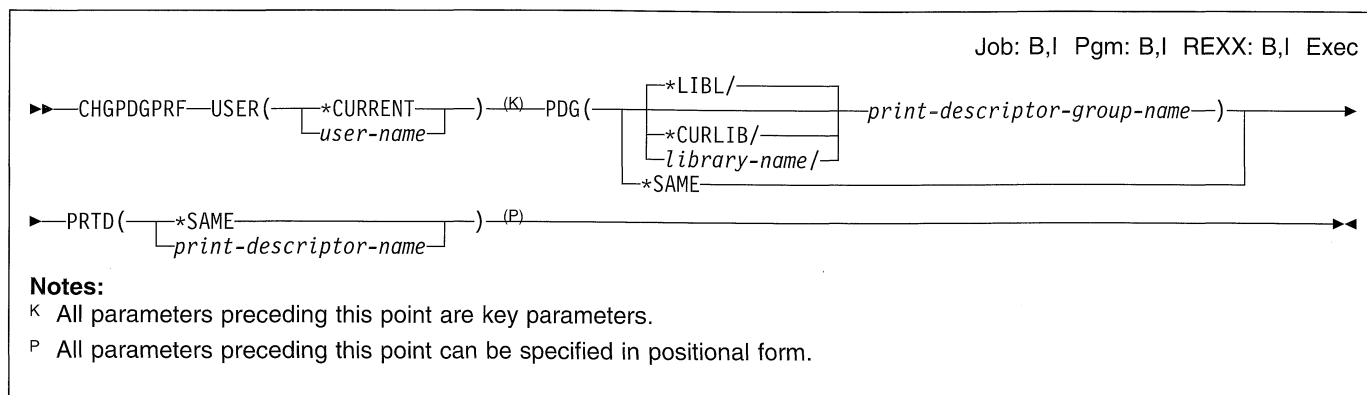 Job: B,I Pgm: B,I REXX: B,I Exec
*LIBL/
CHGPDGPRF USER( *CURRENT ) (K) PDG( print-descriptor-group-name )
user-name
*CURLIB/
library-name/
*SAME
PRTD( *SAME ) (P)
print-descriptor-name
Notes:
K All parameters preceding this point are key parameters.
P All parameters preceding this point can be specified in positional form.